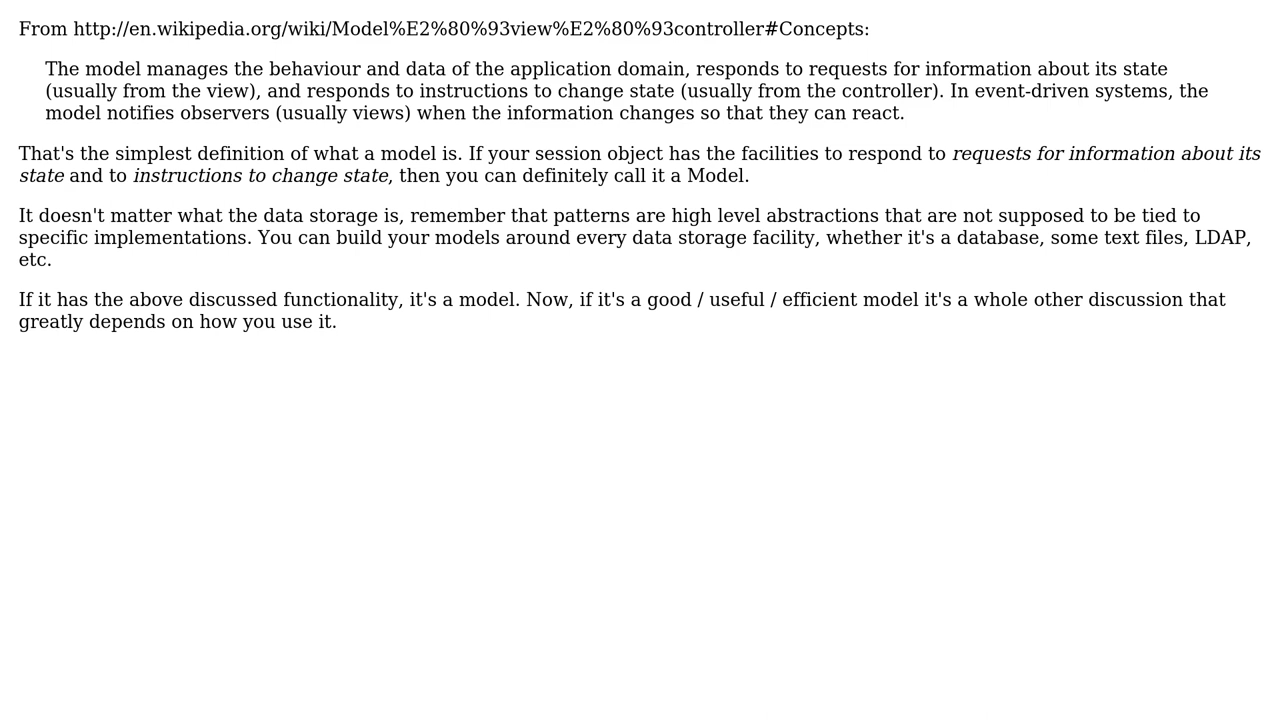 From http://en.wikipedia.org/wiki/Model%E2%80%93view%E2%80%93controller#Concepts:
The model manages the behaviour and data of the application domain, responds to requests for information about its state
(usually from the view), and responds to instructions to change state (usually from the controller). In event-driven systems, the
model notifies observers (usually views) when the information changes so that they can react.
That's the simplest definition of what a model is. If your session object has the facilities to respond to requests for information about its
state and to instructions to change state, then you can definitely call it a Model.
It doesn't matter what the data storage is, remember that patterns are high level abstractions that are not supposed to be tied to
specific implementations. You can build your models around every data storage facility, whether it's a database, some text files, LDAP,
etc.
If it has the above discussed functionality, it's a model. Now, if it's a good / useful / efficient model it's a whole other discussion that
greatly depends on how you use it.